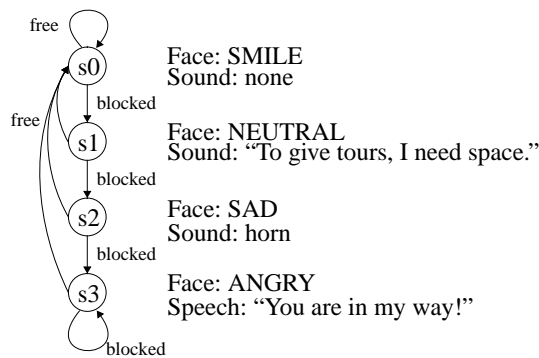 free
s0
Face: SMILE
Sound: none
blocked
free
s1
Face: NEUTRAL
Sound: “To give tours, I need space.”
blocked
s2
Face: SAD
Sound: horn
blocked
s3
Face: ANGRY
Speech: “You are in my way!”
blocked